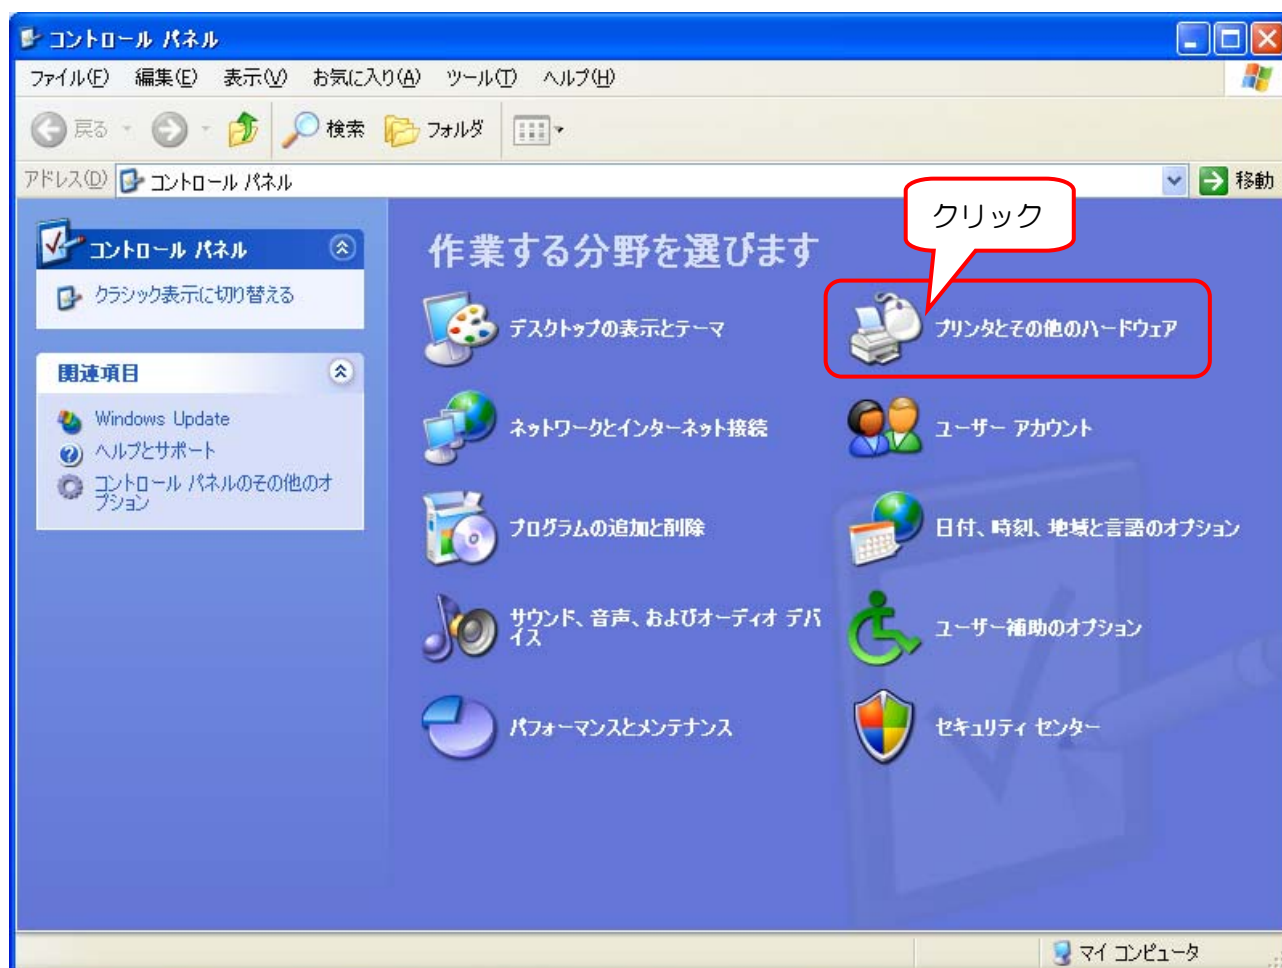 コントロール パネル
ファイル(F) 編集(E) 表示(V) お気に入り(A) ツール(T) ヘルプ(H)
戻る 検索 フォルダ
アドレス(D) コントロール パネル 移動
クリック
コントロール パネル
クラシック表示に切り替える
関連項目
Windows Update
ヘルプとサポート
コントロール パネルのその他のオ
プション
作業する分野を選びます
デスクトップの表示とテーマ
プリンタとその他のハードウェア
ネットワークとインターネット接続
ユーザー アカウント
プログラムの追加と削除
日付、時刻、地域と言語のオプション
サウンド、音声、およびオーディオ デバ
イス
ユーザー補助のオプション
パフォーマンスとメンテナンス
セキュリティ センター
マイ コンピュータ